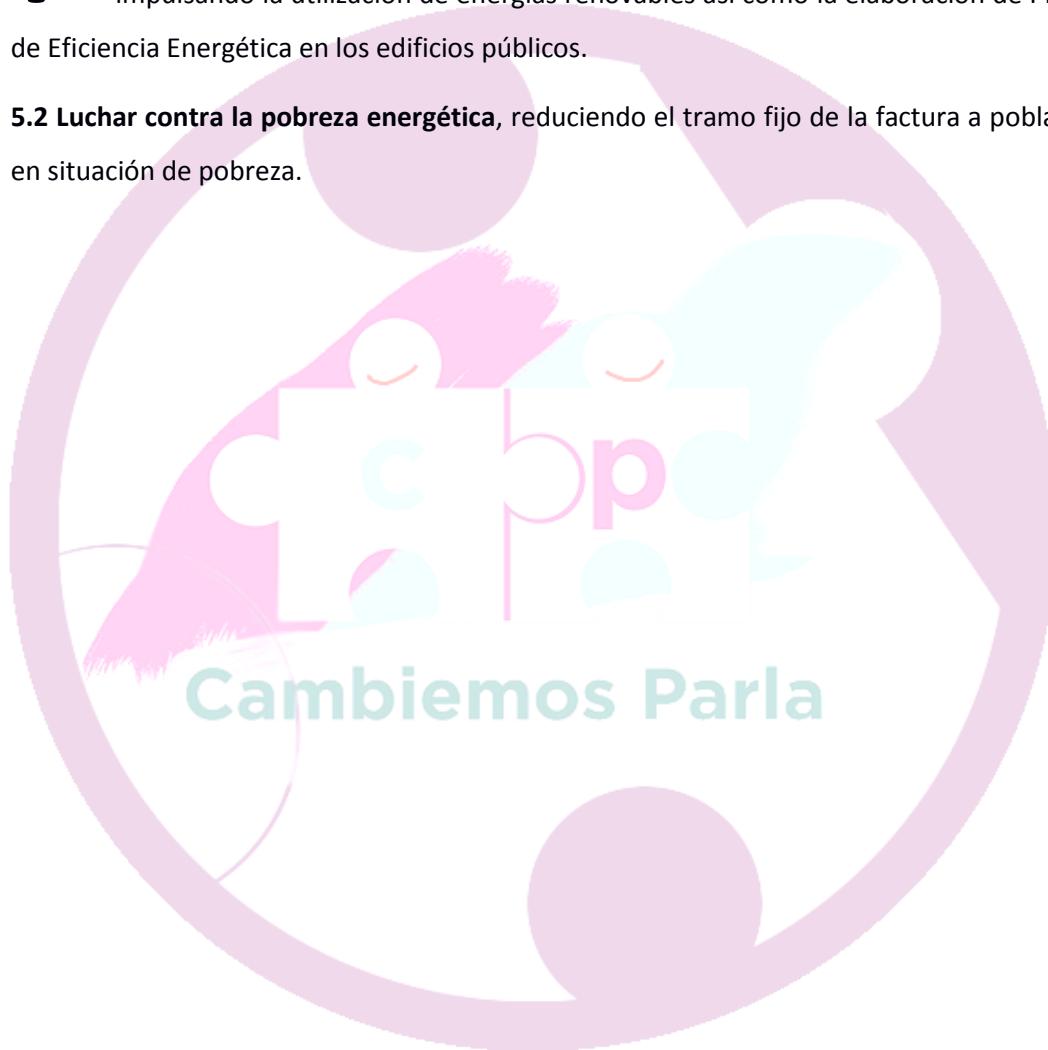 impulsando la utilización de energías renovables así como la elaboración de
de Eficiencia Energética en los edificios públicos.
5.2 Luchar contra la pobreza energética, reduciendo el tramo fijo de la factura a
en situación de pobreza.
c p
Cambiemos Parla